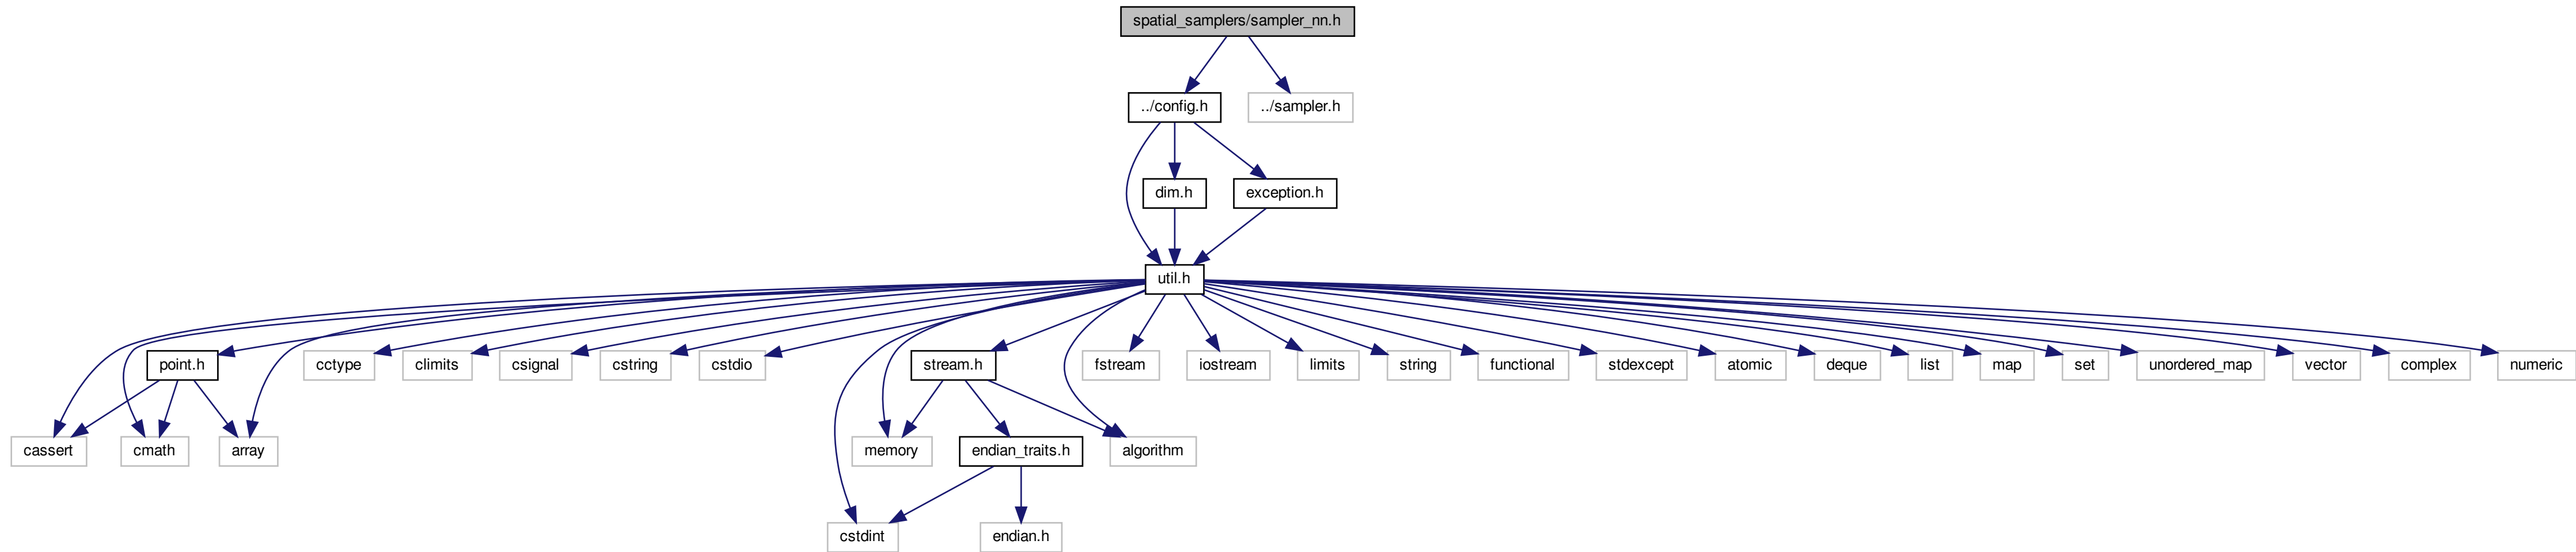 spatial_samplers/sampler_nn.h
../config.h
../sampler.h
dim.h
exception.h
util.h
point.h
cctype
climits
csignal
cstring
cstdio
stream.h
fstream
iostream
limits
string
functional
stdexcept
atomic
deque
list
map
set
unordered_map
vector
complex
numeric
cassert
cmath
array
memory
endian_traits.h
algorithm
cstdint
endian.h